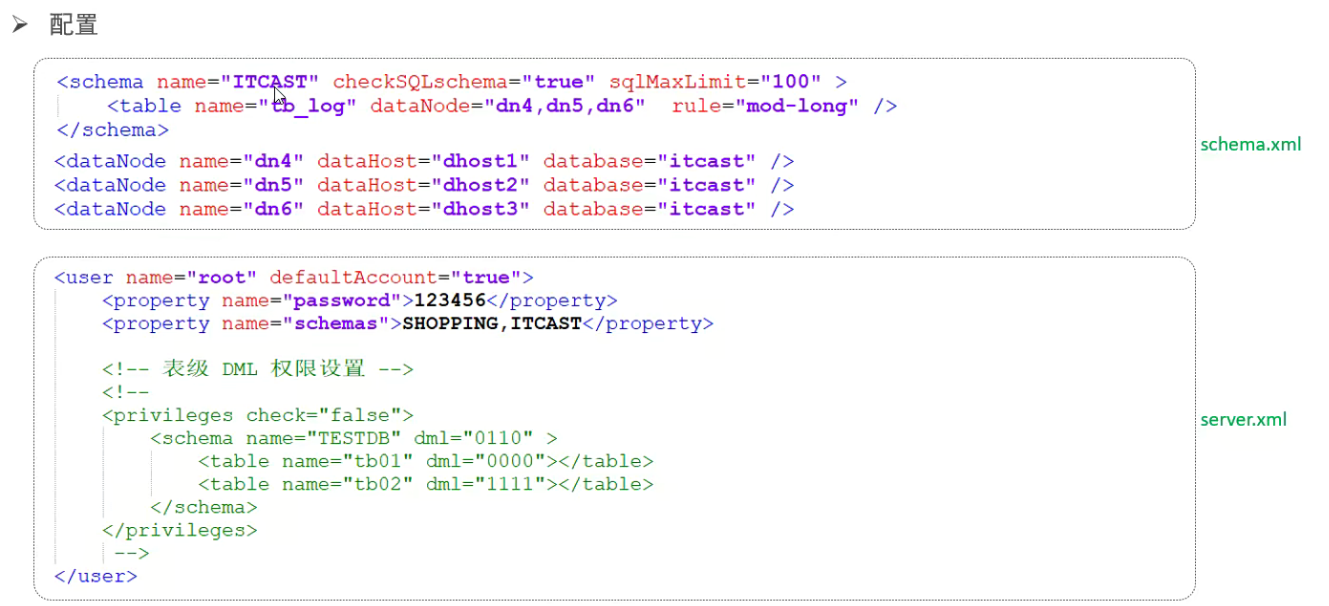 ➢ 配置
<schema name="ITCAST" checkSQLschema="true" sqlMaxLimit="100" >
<table name="tb_log" dataNode="dn4,dn5,dn6" rule="mod-long" />
</schema>
<dataNode name="dn4" dataHost="dhost1" database="itcast" />
<dataNode name="dn5" dataHost="dhost2" database="itcast" />
<dataNode name="dn6" dataHost="dhost3" database="itcast" />
schema.xml
<user name="root" defaultAccount="true">
<property name="password">123456</property>
<property name="schemas">SHOPPING,ITCAST</property>
<!-- 表级 DML 权限设置 -->
<!--
<privileges check="false">
<schema name="TESTDB" dml="0110" >
<table name="tb01" dml="0000"></table>
<table name="tb02" dml="1111"></table>
</schema>
</privileges>
-->
</user>
server.xml